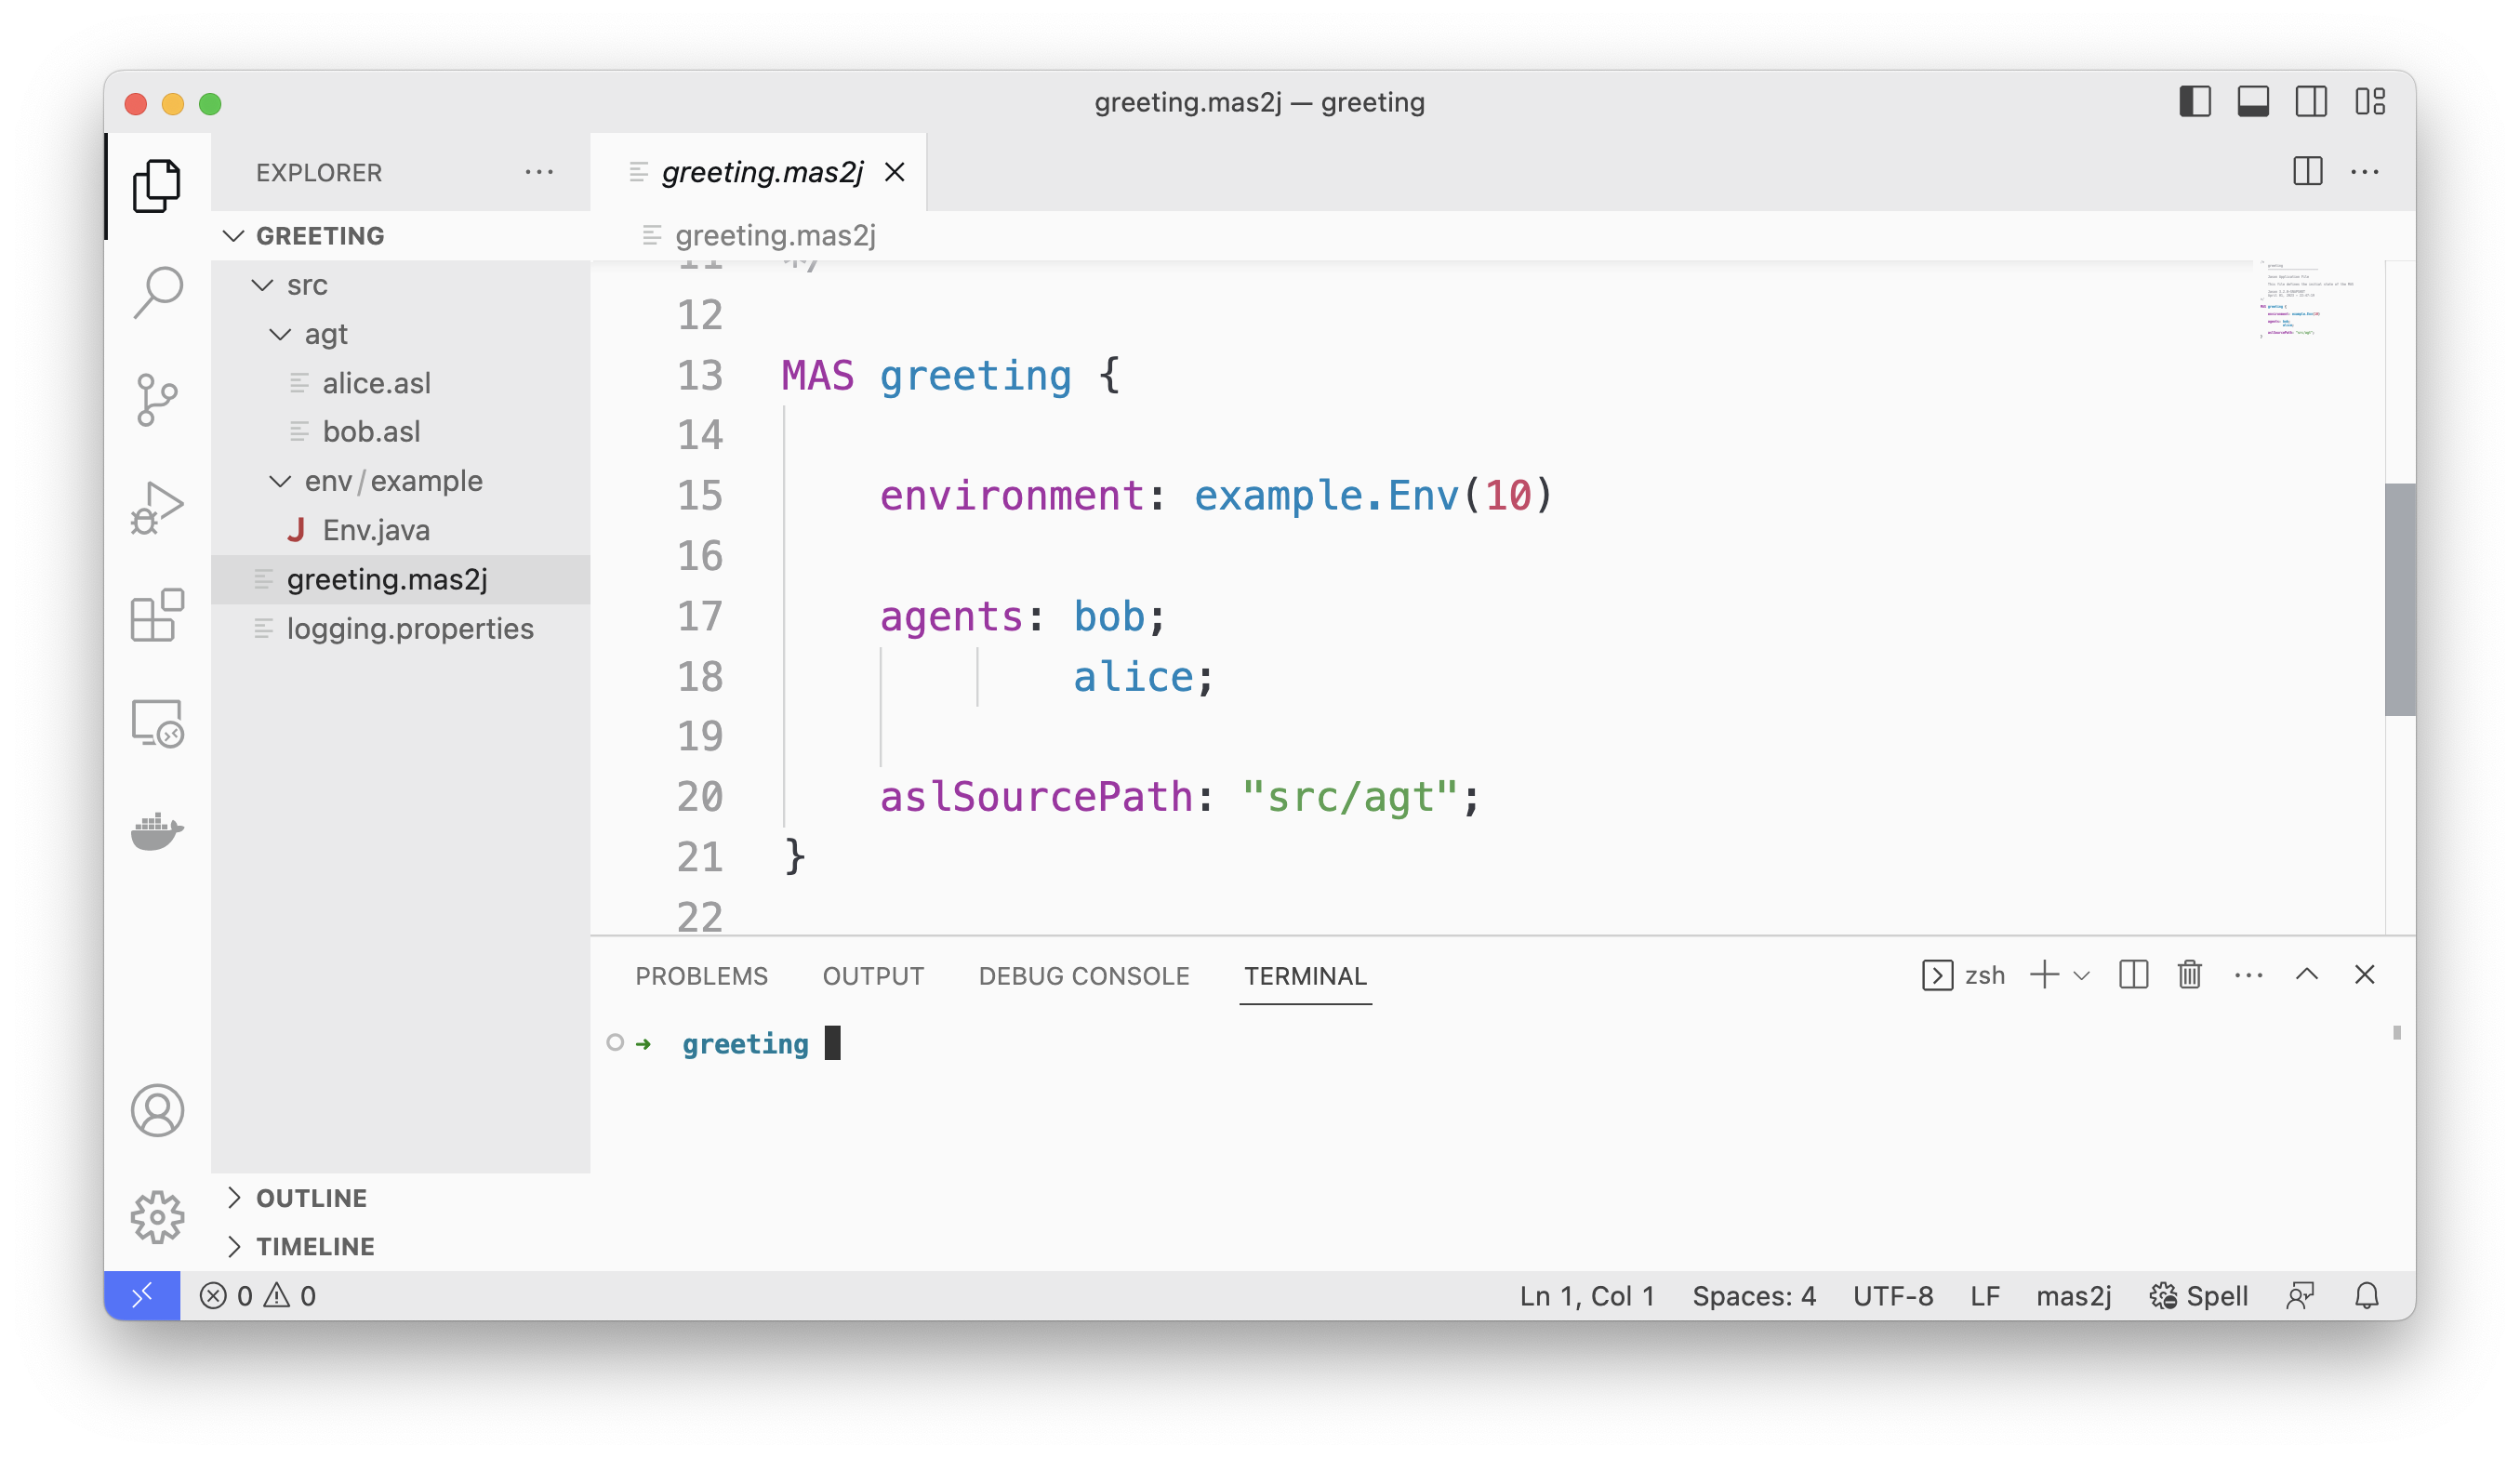 greeting.mas2j — greeting
EXPLORER
greeting.mas2j
GREETING
greeting.mas2j
src
agt
alice.asl
bob.asl
env/example
J Env.java
greeting.mas2j
logging.properties
11 */
12
13 MAS greeting {
14
15 environment: example.Env(10)
16
17 agents: bob;
18 alice;
19
20 aslSourcePath: "src/agt";
21 }
22
PROBLEMS OUTPUT DEBUG CONSOLE TERMINAL zsh
➜ greeting
OUTLINE
TIMELINE
0 0 Ln 1, Col 1 Spaces: 4 UTF-8 LF mas2j Spell